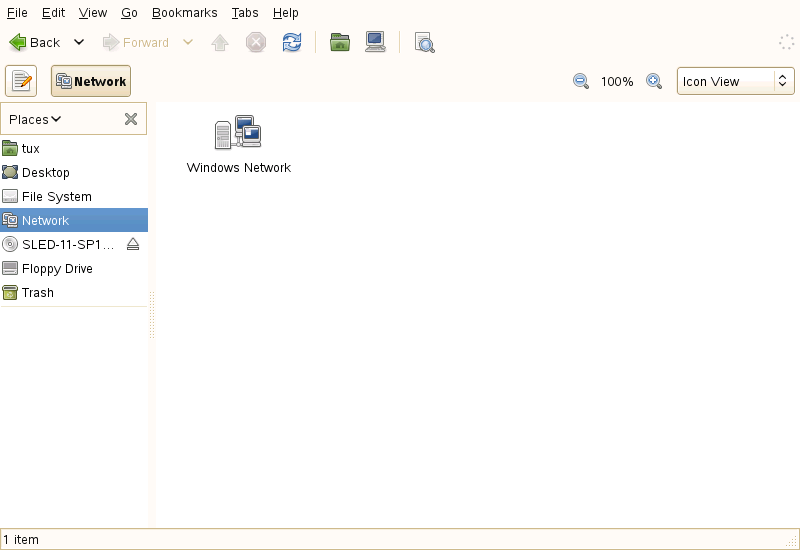 File Edit View Go Bookmarks Tabs Help
Back Forward
Network 100% Icon View
Places
tux
Desktop
File System
Network
SLED-11-SP1...
Floppy Drive
Trash
Windows Network
1 item